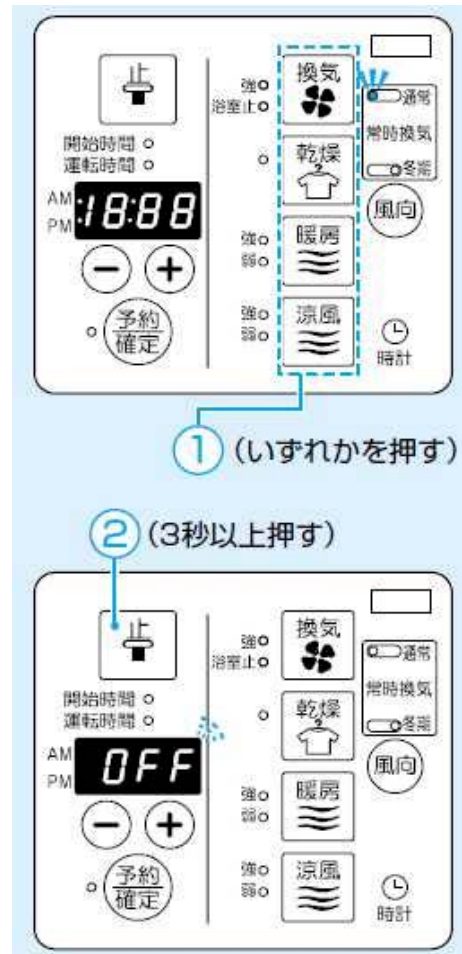 止
開始時間
運転時間
AM
PM
18:88
予約
確定
強
浴室止
換気
乾燥
強
弱
暖房
強
弱
涼風
通常
常時換気
冬期
風向
時計
① (いずれかを押す)
② (3秒以上押す)
止
開始時間
運転時間
AM
PM
OFF
予約
確定
強
浴室止
換気
乾燥
強
弱
暖房
強
弱
涼風
通常
常時換気
冬期
風向
時計